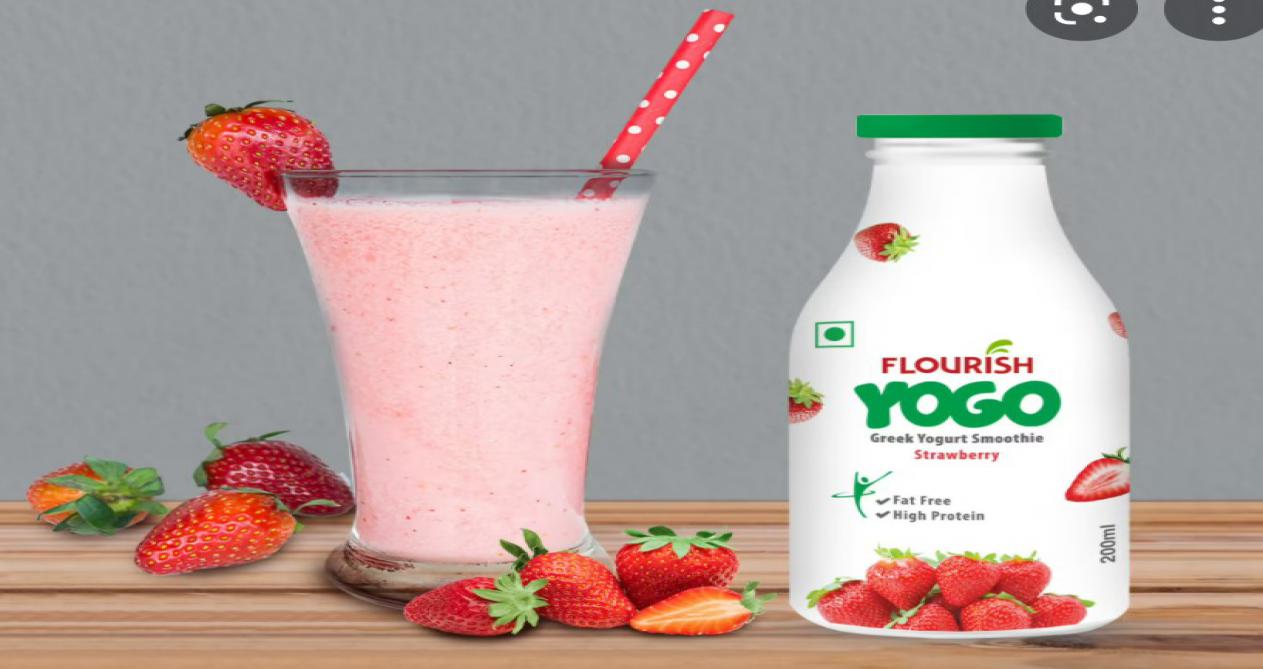 FLOURISH
YOGO
Greek Yogurt Smoothie
Strawberry
Fat Free
High Protein
200ml